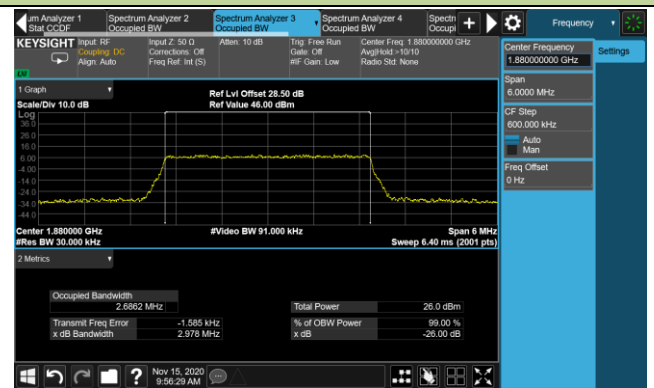 um Analyzer 1
Stat CCDF
Spectrum Analyzer 2
Occupied BW
Spectrum Analyzer 3
Occupied BW
Spectrum Analyzer 4
Occupied BW
Spectru
Occupi
Frequency
KEYSIGHT
Input: RF
Coupling: DC
Align: Auto
Input Z: 50 Ω
Corrections: Off
Freq Ref: Int (S)
Atten: 10 dB
Trig: Free Run
Gate: Off
#IF Gain: Low
Center Freq: 1.880000000 GHz
Avg|Hold:>10/10
Radio Std: None
LXI
Center Frequency
1.880000000 GHz
Settings
Span
6.0000 MHz
CF Step
600.000 kHz
Auto
Man
Freq Offset
0 Hz
1 Graph
Scale/Div 10.0 dB
Ref Lvl Offset 28.50 dB
Ref Value 46.00 dBm
Log
36.0
26.0
16.0
6.00
-4.00
-14.0
-24.0
-34.0
-44.0
Center 1.880000 GHz
#Res BW 30.000 kHz
#Video BW 91.000 kHz
Span 6 MHz
Sweep 6.40 ms (2001 pts)
2 Metrics
Occupied Bandwidth
2.6862 MHz
Total Power 26.0 dBm
Transmit Freq Error -1.585 kHz
% of OBW Power 99.00 %
x dB Bandwidth 2.978 MHz
x dB -26.00 dB
Nov 15, 2020
9:56:29 AM